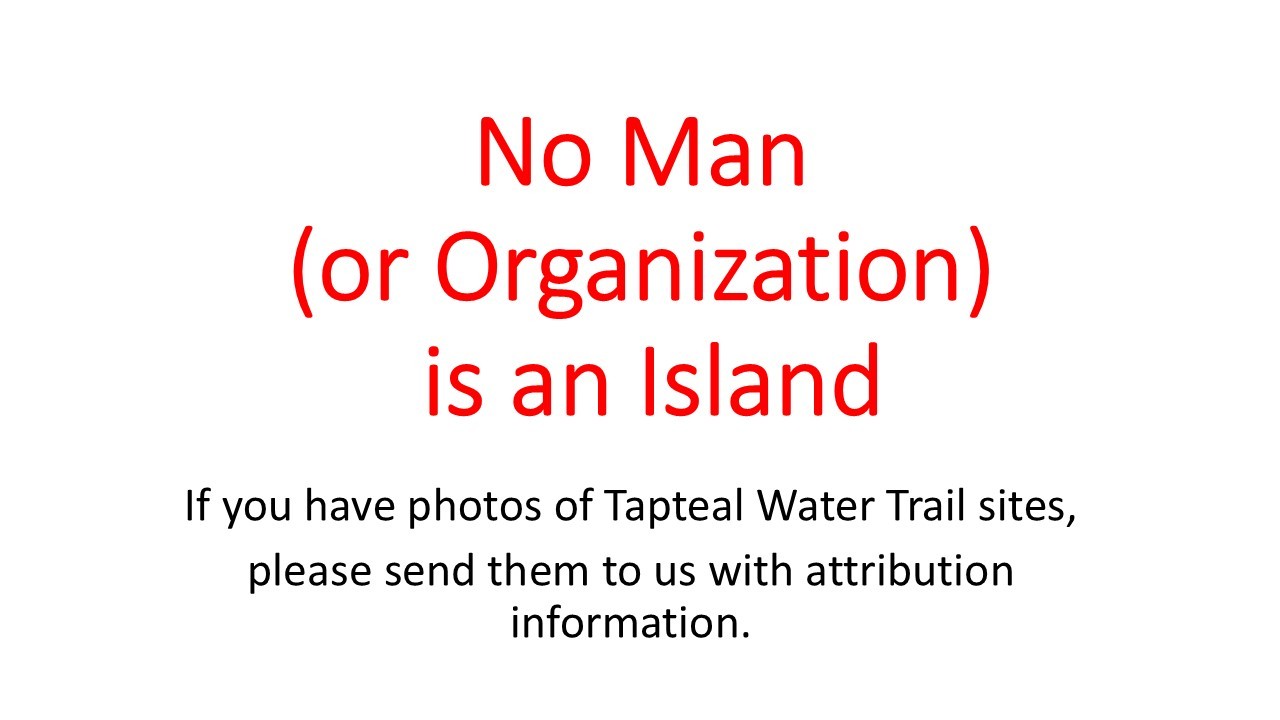 No Man
(or Organization)
is an Island
If you have photos of Tapteal Water Trail sites,
please send them to us with attribution
information.